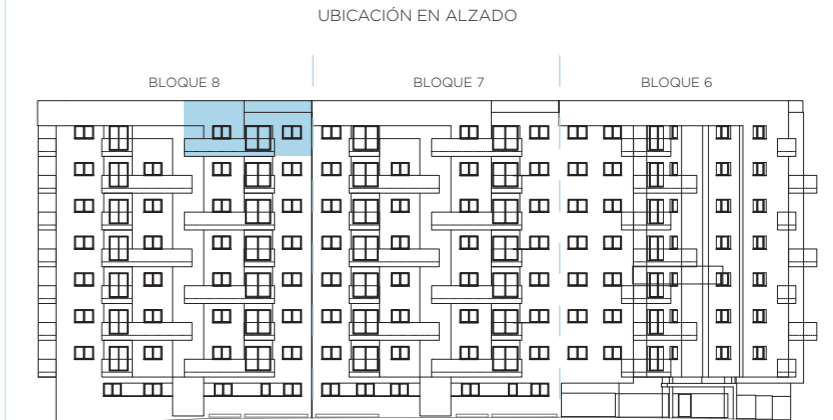 UBICACIÓN EN ALZADO
BLOQUE 8
BLOQUE 7
BLOQUE 6